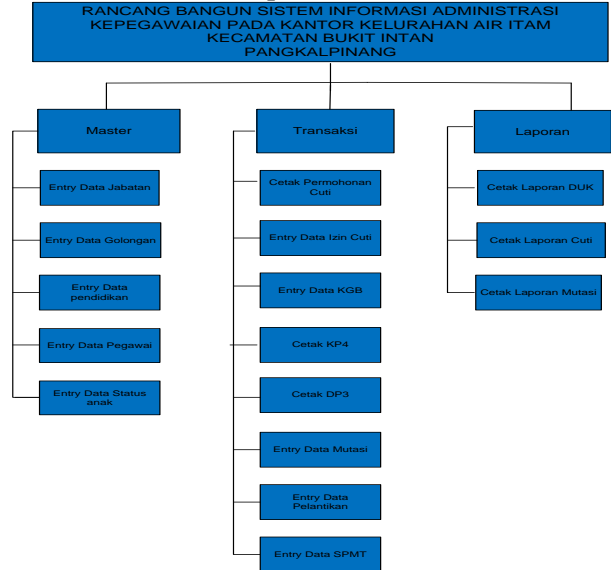 RANCANG BANGUN SISTEM INFORMASI ADMINISTRASI
KEPEGAWAIAN PADA KANTOR KELURAHAN AIR ITAM
KECAMATAN BUKIT INTAN
PANGKALPINANG
Master
Entry Data Jabatan
Entry Data Golongan
Entry Data
pendidikan
Entry Data Pegawai
Entry Data Status
anak
Transaksi
Cetak Permohonan
Cuti
Entry Data Izin Cuti
Entry Data KGB
Cetak KP4
Cetak DP3
Entry Data Mutasi
Entry Data
Pelantikan
Entry Data SPMT
Laporan
Cetak Laporan DUK
Cetak Laporan Cuti
Cetak Laporan Mutasi